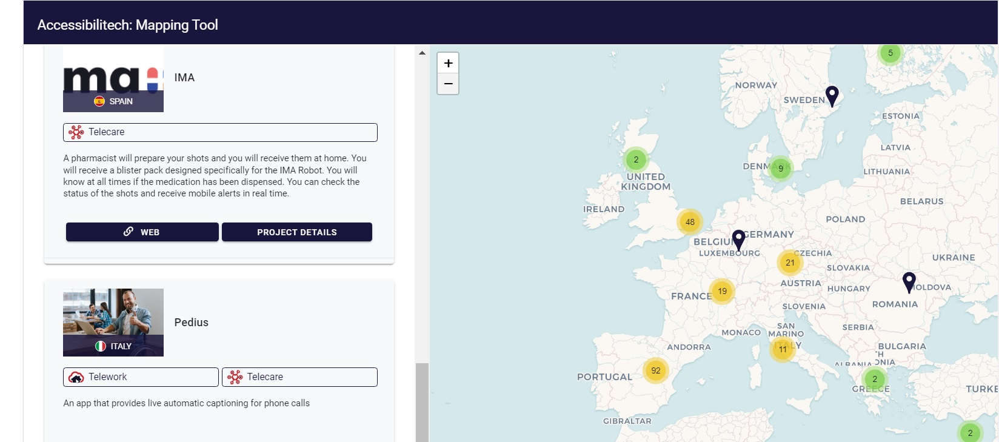 Accessibilitech: Mapping Tool
ma
IMA
SPAIN
Telecare
A pharmacist will prepare your shots and you will receive them at home. You
will receive a blister pack designed specifically for the IMA Robot. You will
know at all times if the medication has been dispensed. You can check the
status of the shots and receive mobile alerts in real time.
WEB
PROJECT DETAILS
Pedius
ITALY
Telework
Telecare
An app that provides live automatic captioning for phone calls
+
−
5
NORWAY
SWEDEN
ESTONIA
LATVIA
2
DENMARK
9
LITHUANIA
UNITED
KINGDOM
BELARUS
IRELAND
POLAND
48
GERMANY
BELGIU
LUXEMBOURG
CZECHIA
UKRAINE
21
SLOVAKIA
AUSTRIA
HUNGARY
OLDOVA
FRANCE
19
SLOVENIA
ROMANIA
SAN
MARINO
MONACO
SERBIA
ITALY
11
ANDORRA
BULGARIA
TH
ONIA
ALBANIA
92
PORTUGAL
2
GREECE
TURKE
GIBRALTAR
2